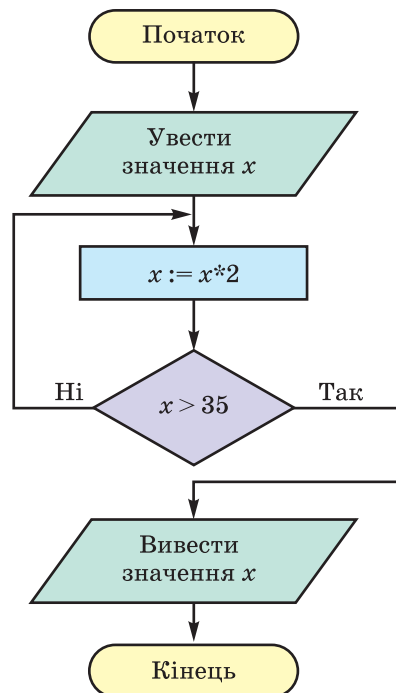 Початок
Увести
значення x
x := x*2
x > 35
Ні
Так
Вивести
значення x
Кінець